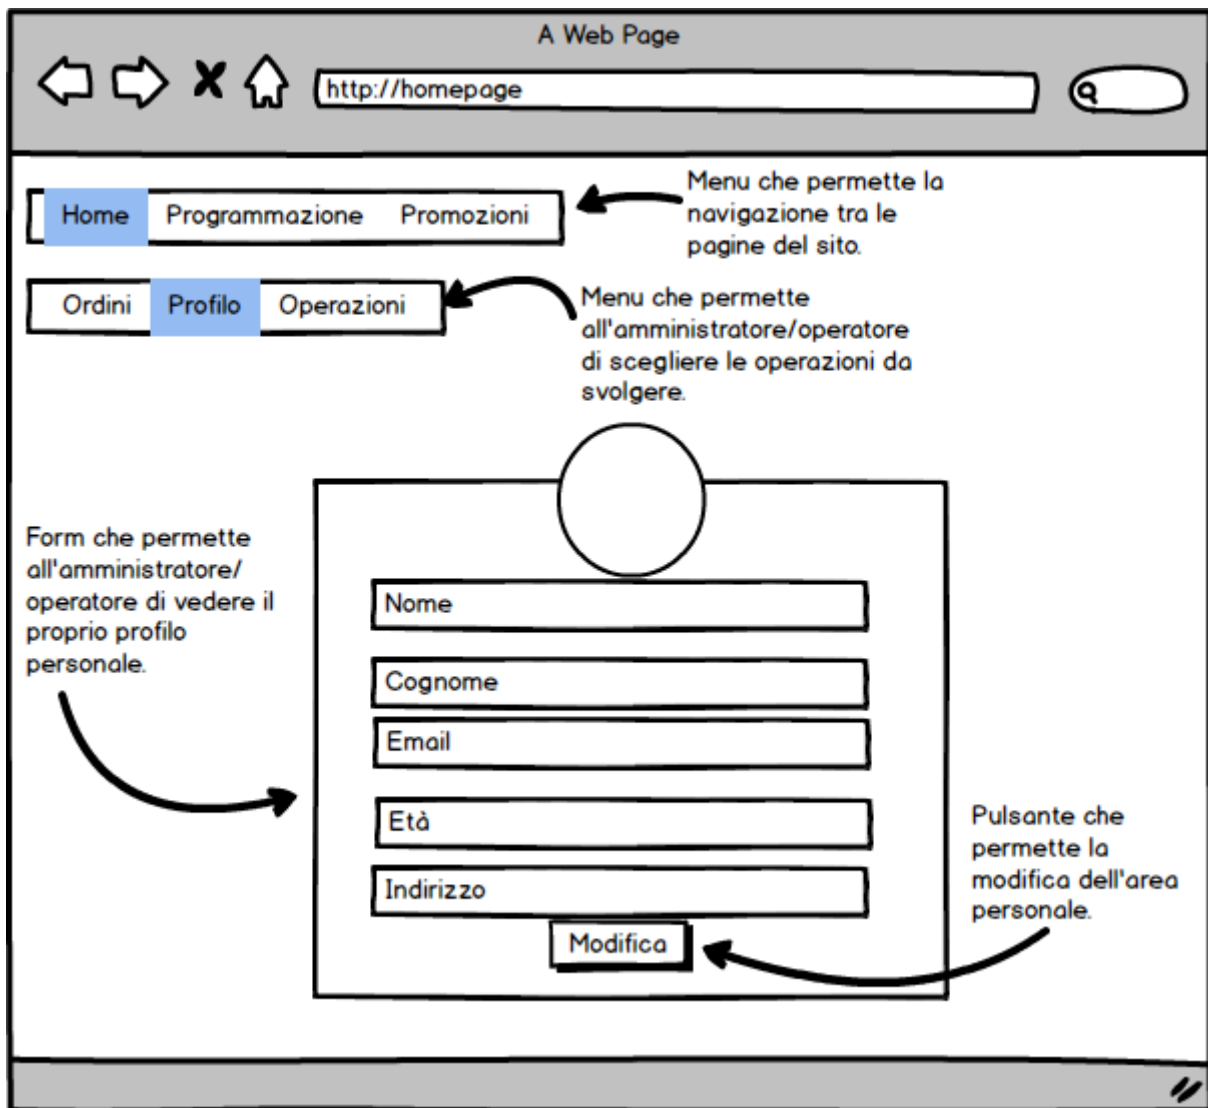 A Web Page
http://homepage
Home Programmazione Promozioni
Menu che permette la
navigazione tra le
pagine del sito.
Ordini Profilo Operazioni
Menu che permette
all'amministratore/operatore
di scegliere le operazioni da
svolgere.
Form che permette
all'amministratore/
operatore di vedere il
proprio profilo
personale.
Nome
Cognome
Email
Età
Indirizzo
Modifica
Pulsante che
permette la
modifica dell'area
personale.